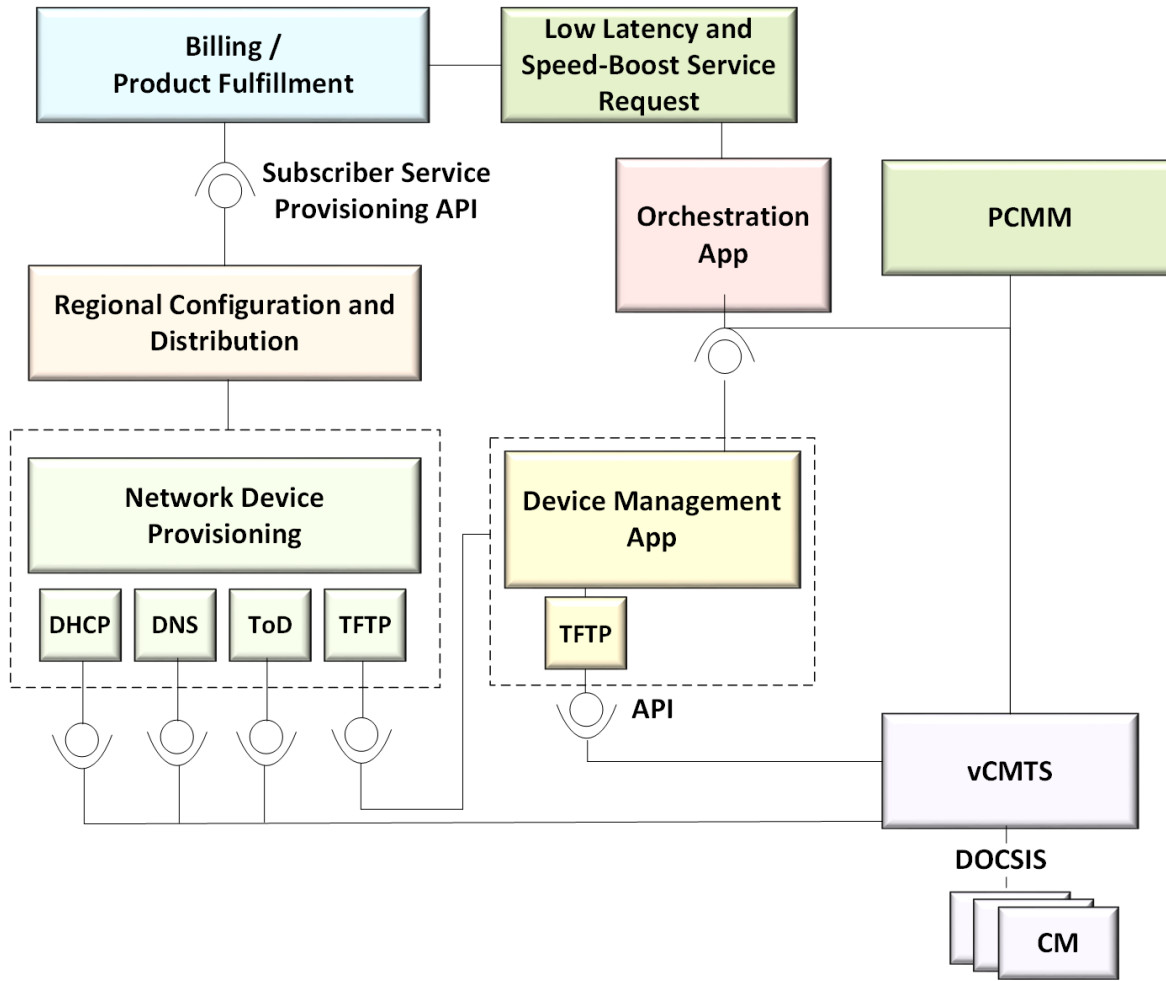 Billing /
Product Fulfillment
Low Latency and
Speed-Boost Service
Request
Subscriber Service
Provisioning API
Orchestration
App
PCMM
Regional Configuration and
Distribution
Network Device
Provisioning
DHCP
DNS
ToD
TFTP
Device Management
App
TFTP
API
vCMTS
DOCSIS
CM